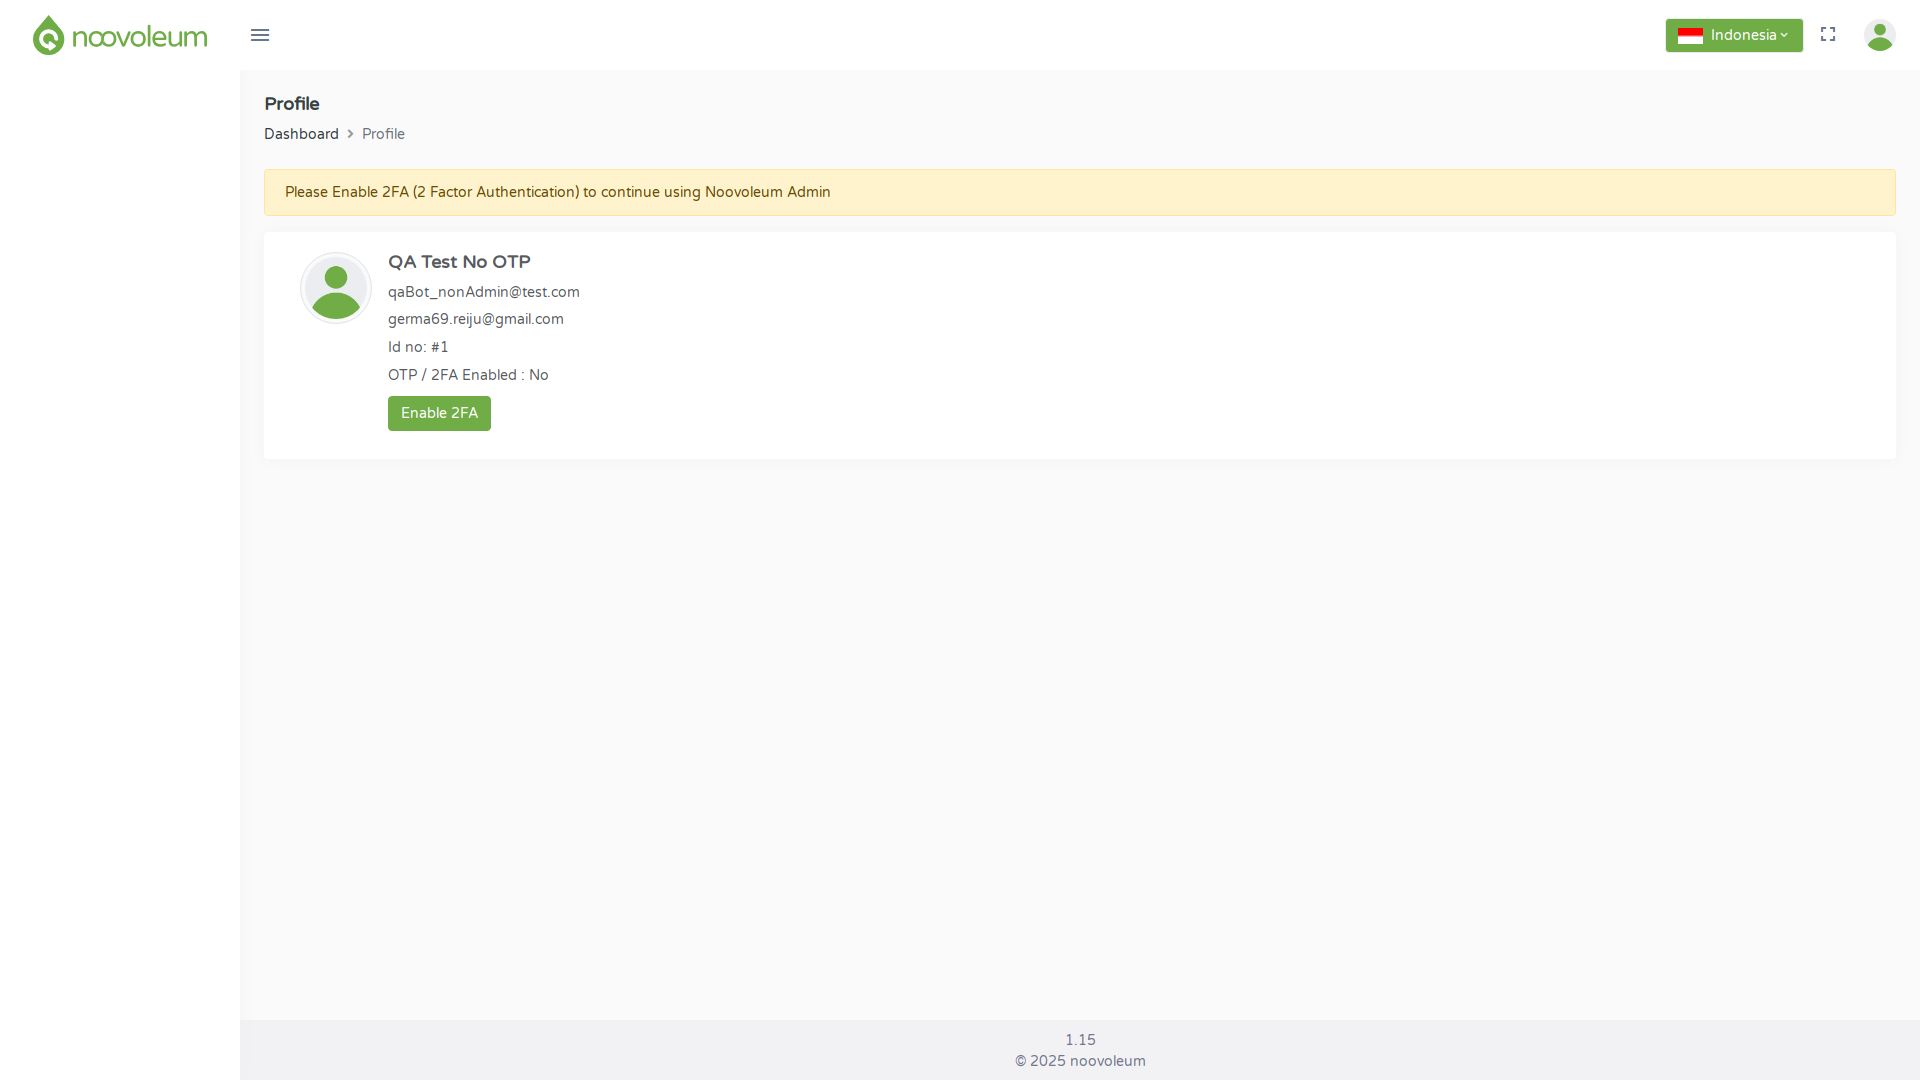 noovoleum
Indonesia
Profile
Dashboard > Profile
Please Enable 2FA (2 Factor Authentication) to continue using Noovoleum Admin
QA Test No OTP
qaBot_nonAdmin@test.com
germa69.reiju@gmail.com
Id no: #1
OTP / 2FA Enabled : No
Enable 2FA
1.15
© 2025 noovoleum